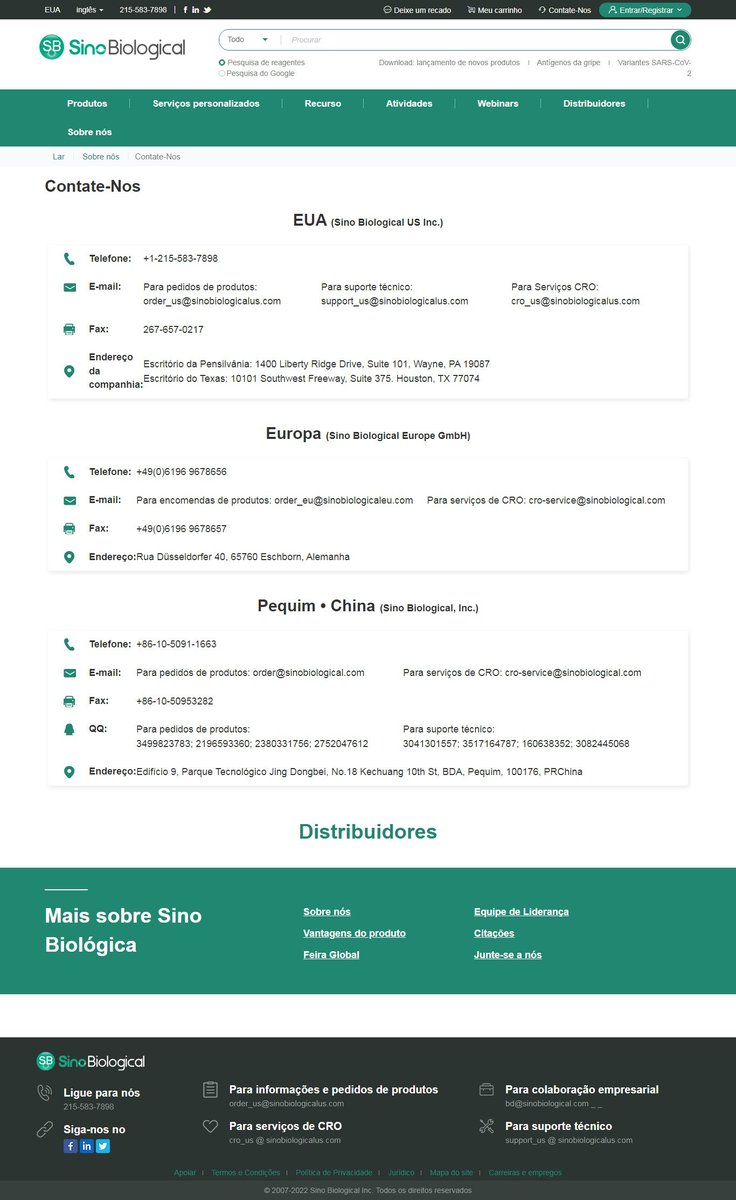 EUA inglês 215-583-7898 Deixe um recado Meu carrinho Contate-Nos Entrar/Registrar
SB SinoBiological
Todo Procurar
Pesquisa de reagentes Download: lançamento de novos produtos Antígenos da gripe Variantes SARS-CoV-
Pesquisa do Google 2
Produtos Serviços personalizados Recurso Atividades Webinars Distribuidores
Sobre nós
Lar Sobre nós Contate-Nos
Contate-Nos
EUA (Sino Biological US Inc.)
Telefone: +1-215-583-7898
E-mail: Para pedidos de produtos: Para suporte técnico: Para Serviços CRO:
order_us@sinobiologicalus.com support_us@sinobiologicalus.com cro_us@sinobiologicalus.com
Fax: 267-657-0217
Endereço da companhia: Escritório da Pensilvânia: 1400 Liberty Ridge Drive, Suite 101, Wayne, PA 19087
Escritório do Texas: 10101 Southwest Freeway, Suite 375. Houston, TX 77074
Europa (Sino Biological Europe GmbH)
Telefone: +49(0)6196 9678656
E-mail: Para encomendas de produtos: order_eu@sinobiologicaleu.com Para serviços de CRO: cro-service@sinobiological.com
Fax: +49(0)6196 9678657
Endereço:Rua Düsseldorfer 40, 65760 Eschborn, Alemanha
Pequim • China (Sino Biological, Inc.)
Telefone: +86-10-5091-1663
E-mail: Para pedidos de produtos: order@sinobiological.com Para serviços de CRO: cro-service@sinobiological.com
Fax: +86-10-50953282
QQ: Para pedidos de produtos: Para suporte técnico:
3499823783; 2196593360; 2380331756; 2752047612 3041301557; 3517164787; 160638352; 3082445068
Endereço:Edifício 9, Parque Tecnológico Jing Dongbei, No.18 Kechuang 10th St, BDA, Pequim, 100176, PRChina
Distribuidores
Mais sobre Sino
Biológica
Sobre nós Equipe de Liderança
Vantagens do produto Citações
Feira Global Junte-se a nós
SB SinoBiological
Ligue para nós Para informações e pedidos de produtos Para colaboração empresarial
215-583-7898 order_us@sinobiologicalus.com bd@sinobiological.com _ _
Siga-nos no Para serviços de CRO Para suporte técnico
cro_us @ sinobiologicalus.com support_us @ sinobiologicalus.com
Apoiar Termos e Condições Política de Privacidade Jurídico Mapa do site Carreiras e empregos
© 2007-2022 Sino Biological Inc. Todos os direitos reservados